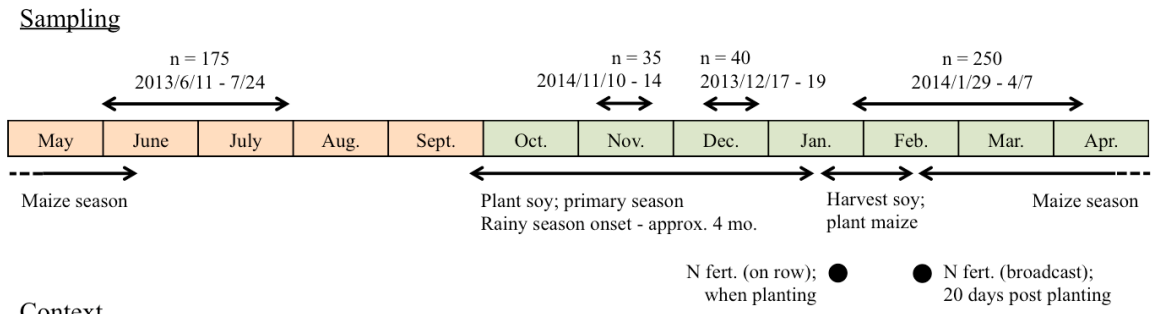 Sampling
n = 175
2013/6/11 - 7/24
n = 35
2014/11/10 - 14
n = 40
2013/12/17 - 19
n = 250
2014/1/29 - 4/7
May June July Aug. Sept. Oct. Nov. Dec. Jan. Feb. Mar. Apr.
Maize season
Plant soy; primary season
Rainy season onset - approx. 4 mo.
Harvest soy;
plant maize
Maize season
N fert. (on row);
when planting
N fert. (broadcast);
20 days post planting
Context